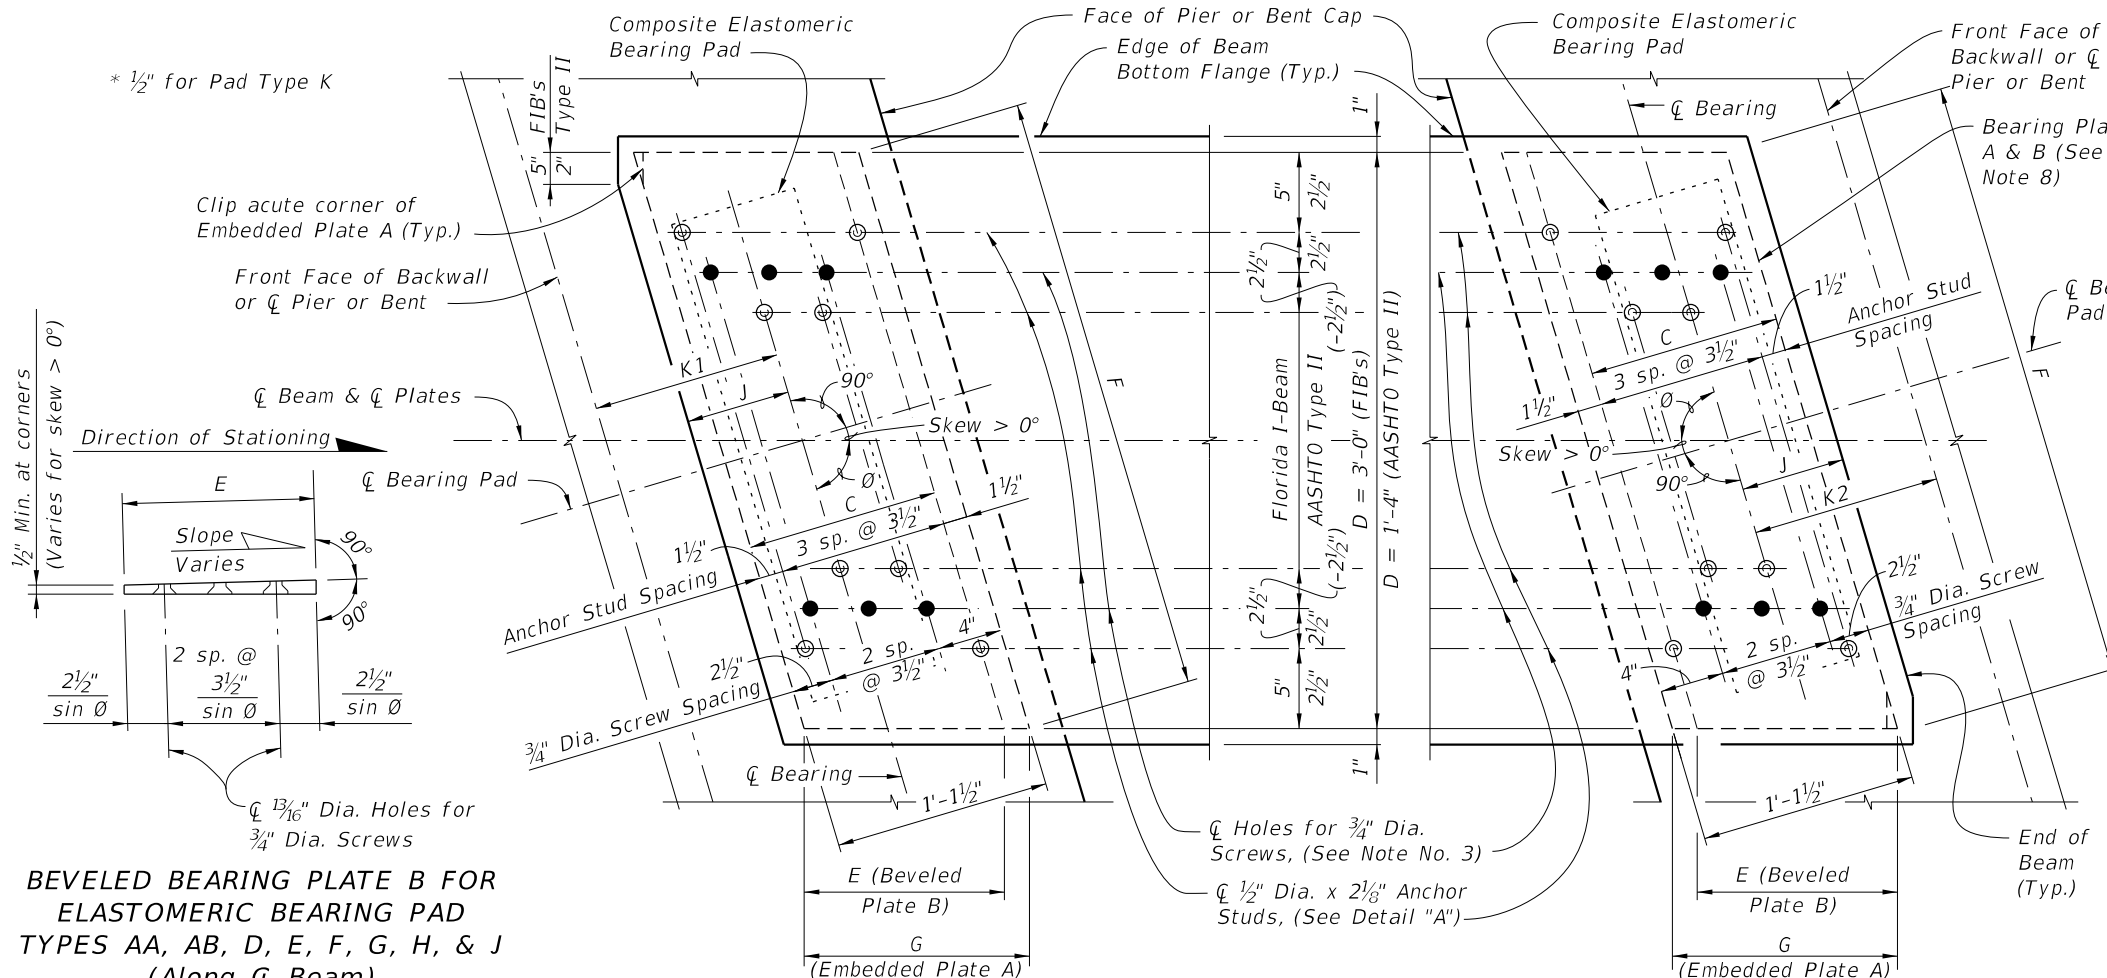 Composite Elastomeric
Bearing Pad
Face of Pier or Bent Cap
Edge of Beam
Bottom Flange (Typ.)
Composite Elastomeric
Bearing Pad
Front Face of
Backwall or ℄
Pier or Bent
* ½" for Pad Type K
FIB's
Type II
5"
2"
1"
℄ Bearing
Bearing Pla
A & B (See
Note 8)
Clip acute corner of
Embedded Plate A (Typ.)
Front Face of Backwall
or ℄ Pier or Bent
5"
2½"
2½"
2½"
Florida I-Beam
AASHTO Type II
(-2½")
(-2½")
D = 3'-0" (FIB's)
D = 1'-4" (AASHTO Type II)
2½"
2½"
5"
2½"
1"
½" Min. at corners
(Varies for skew > 0°)
K1
J
90°
F
℄ Beam & ℄ Plates
Skew > 0°
Direction of Stationing
℄ Bearing Pad
Ø
C
3 sp. @ 3½"
1½"
1½"
Anchor Stud Spacing
2½"
2 sp.
@ 3½"
4"
¾" Dia. Screw Spacing
℄ Bearing
1'-1½"
E (Beveled
Plate B)
G
(Embedded Plate A)
1½"
Anchor Stud
Spacing
C
3 sp. @ 3½"
1½"
Ø
Skew > 0°
90°
J
K2
F
℄ Be
Pad
2½"
¾" Dia. Screw
Spacing
2 sp.
@ 3½"
4"
1'-1½"
End of
Beam
(Typ.)
E (Beveled
Plate B)
G
(Embedded Plate A)
℄ Holes for ¾" Dia.
Screws, (See Note No. 3)
℄ ½" Dia. x 2⅛" Anchor
Studs, (See Detail "A")
E
Slope
Varies
90°
90°
2 sp. @
2½"
sin Ø
3½"
sin Ø
2½"
sin Ø
℄ 13/16" Dia. Holes for
¾" Dia. Screws
BEVELED BEARING PLATE B FOR
ELASTOMERIC BEARING PAD
TYPES AA, AB, D, E, F, G, H, & J
(Along ℄ Beam)